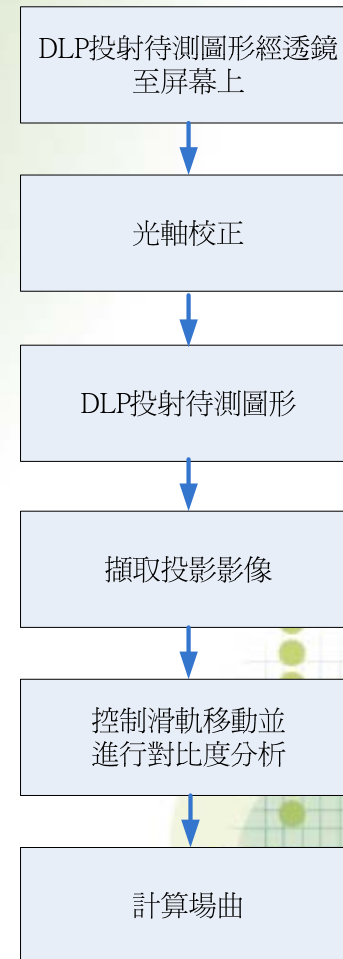 DLP投射待測圖形經透鏡
至屏幕上
光軸校正
DLP投射待測圖形
擷取投影影像
控制滑軌移動並
進行對比度分析
計算場曲